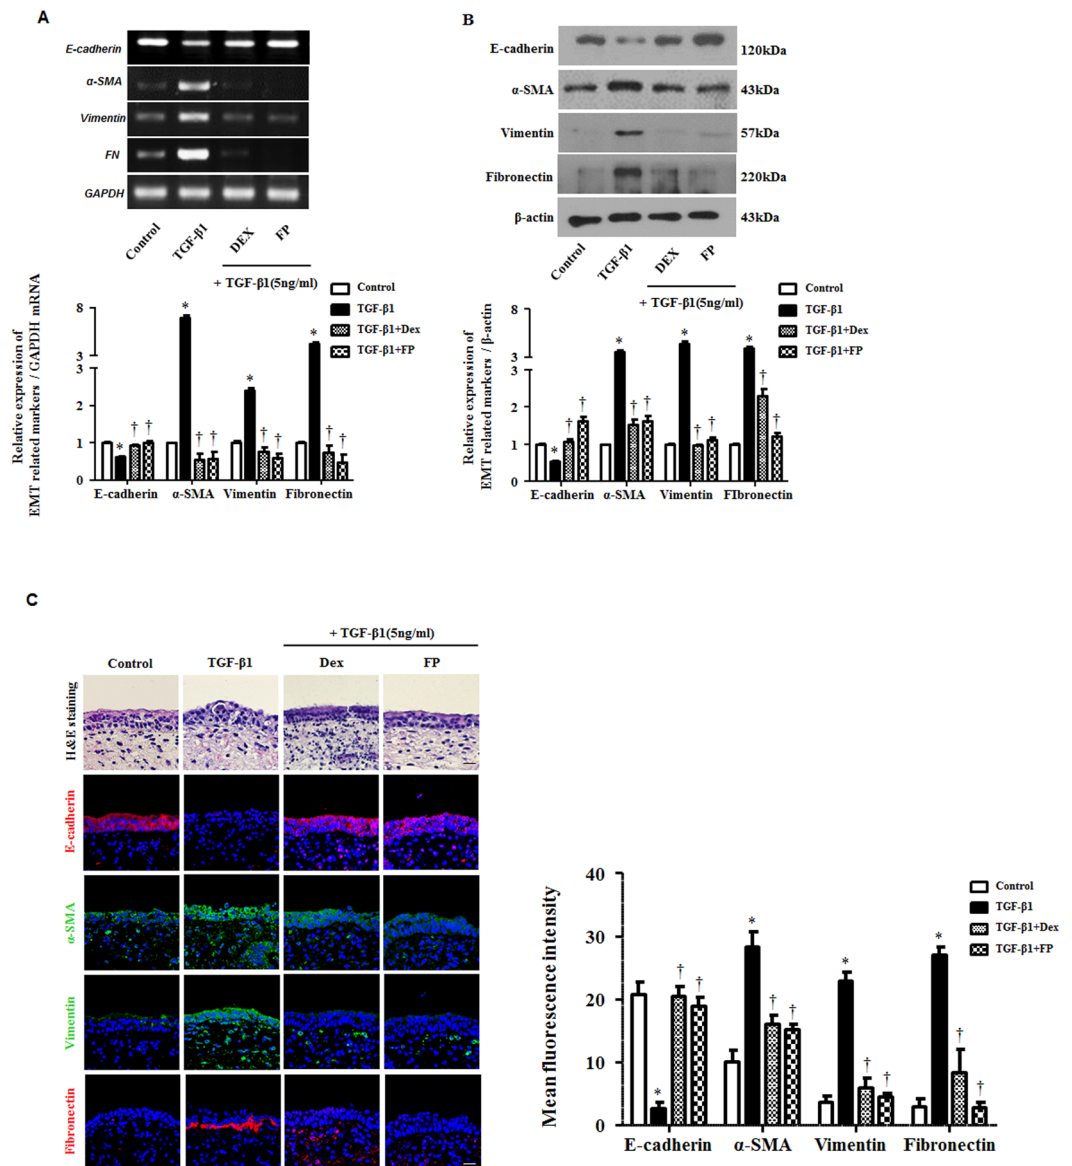 A
E-cadherin
α-SMA
Vimentin
FN
GAPDH
Control
TGF-β1
DEX
FP
+ TGF-β1(5ng/ml)
Control
TGF-β1
TGF-β1+Dex
TGF-β1+FP
Relative expression of
EMT related markers / GAPDH mRNA
8
3
2
1
0
*
*
*
*
†
†
†
†
†
†
†
†
E-cadherin
α-SMA
Vimentin
Fibronectin
B
E-cadherin
120kDa
α-SMA
43kDa
Vimentin
57kDa
Fibronectin
220kDa
β-actin
43kDa
Control
TGF-β1
DEX
FP
+ TGF-β1(5ng/ml)
Control
TGF-β1
TGF-β1+Dex
TGF-β1+FP
Relative expression of
EMT related markers / β-actin
8
3
2
1
0
*
*
*
*
†
†
†
†
†
†
†
†
E-cadherin
α-SMA
Vimentin
FIbronectin
C
+ TGF-β1(5ng/ml)
Control
TGF-β1
Dex
FP
H&E staining
E-cadherin
α-SMA
Vimentin
Fibronectin
Mean fluorescence intensity
40
30
20
10
0
*
*
*
*
†
†
†
†
†
†
†
†
E-cadherin
α-SMA
Vimentin
Fibronectin
Control
TGF-β1
TGF-β1+Dex
TGF-β1+FP